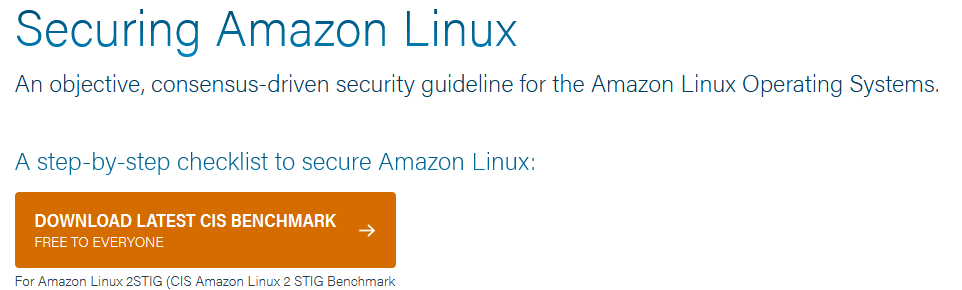 Securing Amazon Linux
An objective, consensus-driven security guideline for the Amazon Linux Operating Systems.
A step-by-step checklist to secure Amazon Linux:
DOWNLOAD LATEST CIS BENCHMARK
FREE TO EVERYONE
For Amazon Linux 2STIG (CIS Amazon Linux 2 STIG Benchmark